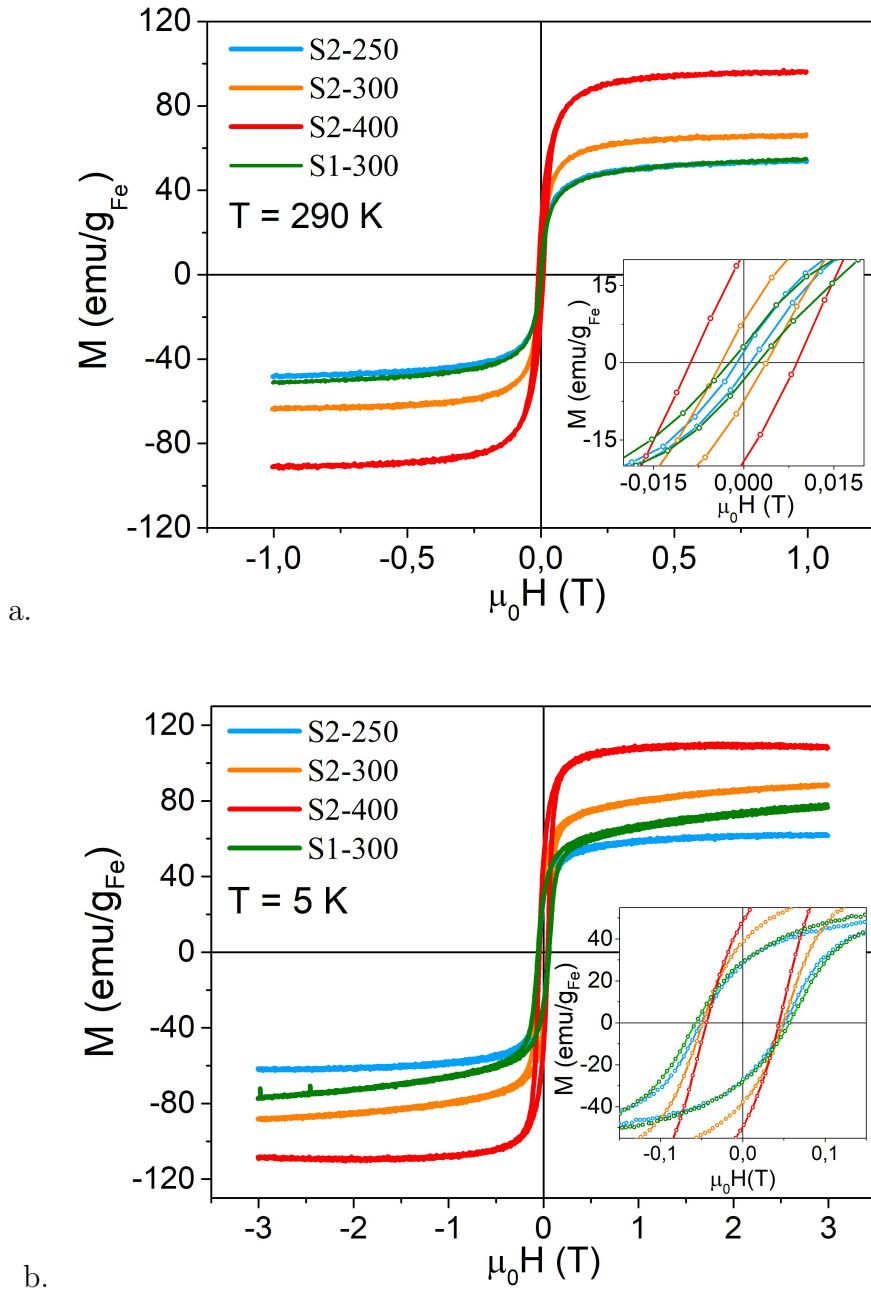 120
80
40
0
-40
-80
-120
M (emu/g_Fe)
S2-250
S2-300
S2-400
S1-300
T = 290 K
15
0
-15
M (emu/g_Fe)
-0,015 0,000 0,015
μ₀H (T)
-1,0 -0,5 0,0 0,5 1,0
μ₀H (T)
a.
120
80
40
0
-40
-80
-120
M (emu/g_Fe)
S2-250
S2-300
S2-400
S1-300
T = 5 K
40
20
0
-20
-40
M (emu/g_Fe)
-0,1 0,0 0,1
μ₀H(T)
-3 -2 -1 0 1 2 3
μ₀H (T)
b.